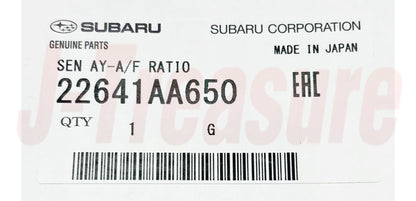 SUBARU
SUBARU CORPORATION
GENUINE PARTS
MADE IN JAPAN
SEN AY-A/F RATIO
22641AA650
EAC
QTY 1 G
J-Treasure